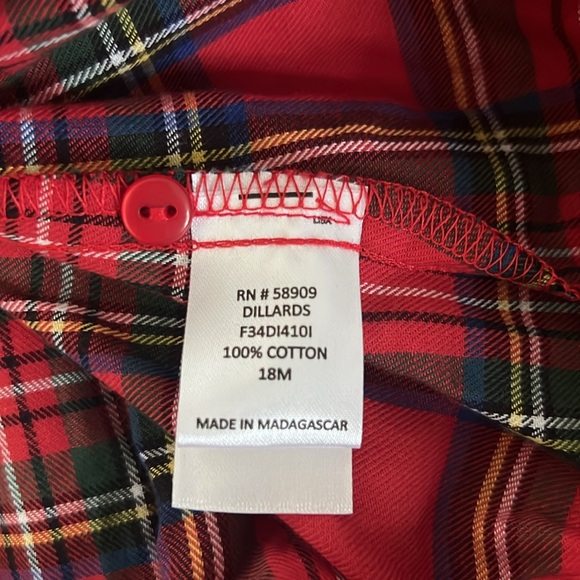 RN # 58909
DILLARDS
F34DI410I
100% COTTON
18M
MADE IN MADAGASCAR